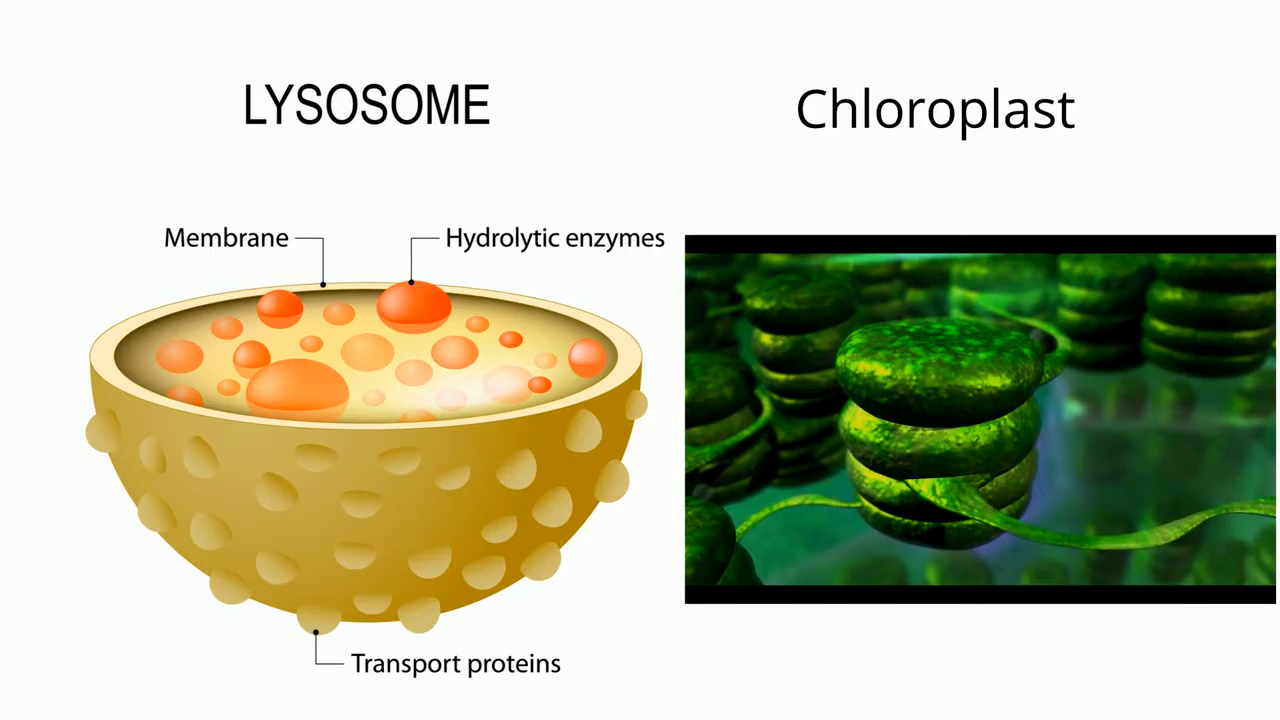 LYSOSOME
Chloroplast
Membrane
Hydrolytic enzymes
Transport proteins